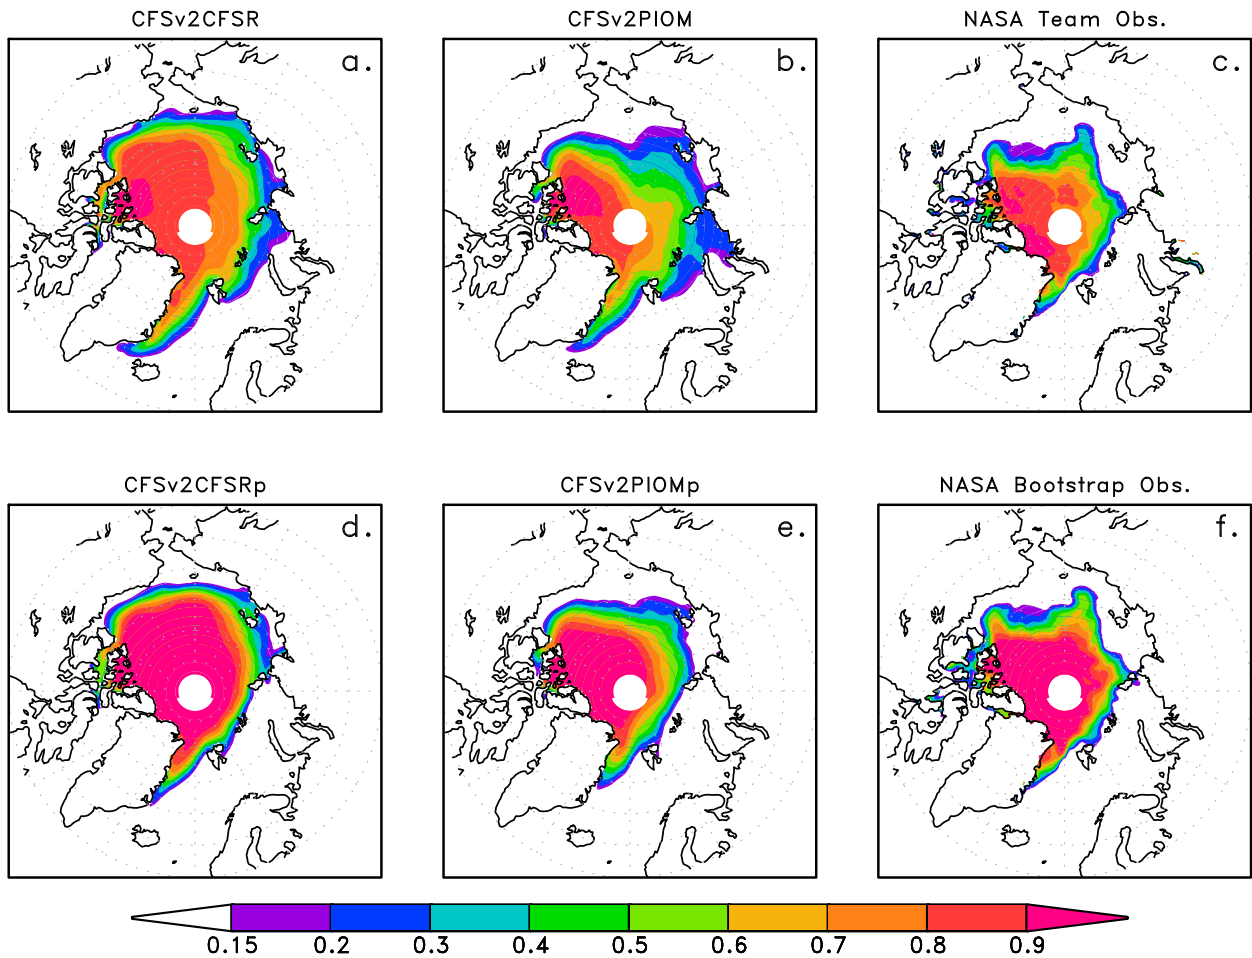 CFSv2CFSR
CFSv2PIOM
NASA Team Obs.
a.
b.
c.
CFSv2CFSRp
CFSv2PIOMp
NASA Bootstrap Obs.
d.
e.
f.
0.15 0.2 0.3 0.4 0.5 0.6 0.7 0.8 0.9